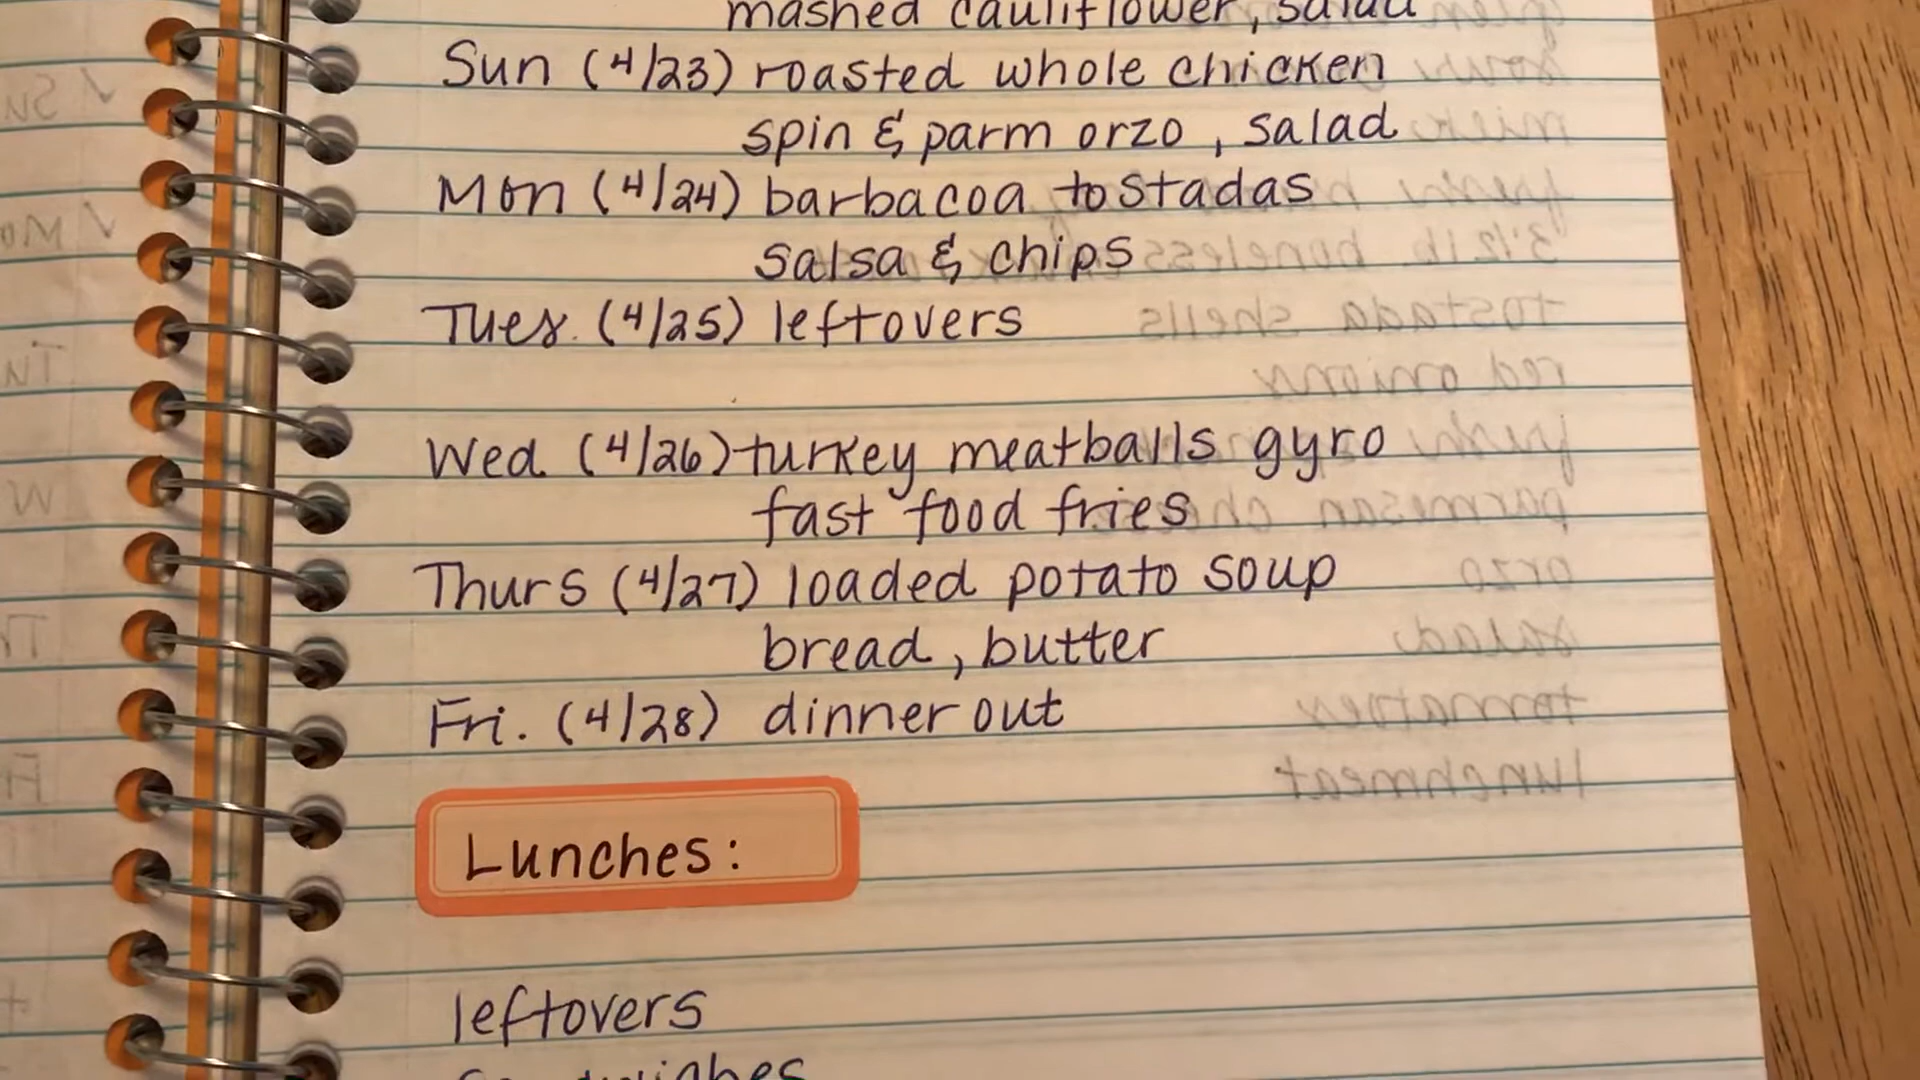 mashed cauliflower, salad
Sun (4/23) roasted whole chicken
spin & parm orzo, salad
Mon (4/24) barbacoa tostadas
salsa & chips
Tues. (4/25) leftovers
Wed. (4/26) turkey meatballs gyro
fast food fries
Thurs (4/27) loaded potato soup
bread, butter
Fri. (4/28) dinner out
Lunches:
leftovers